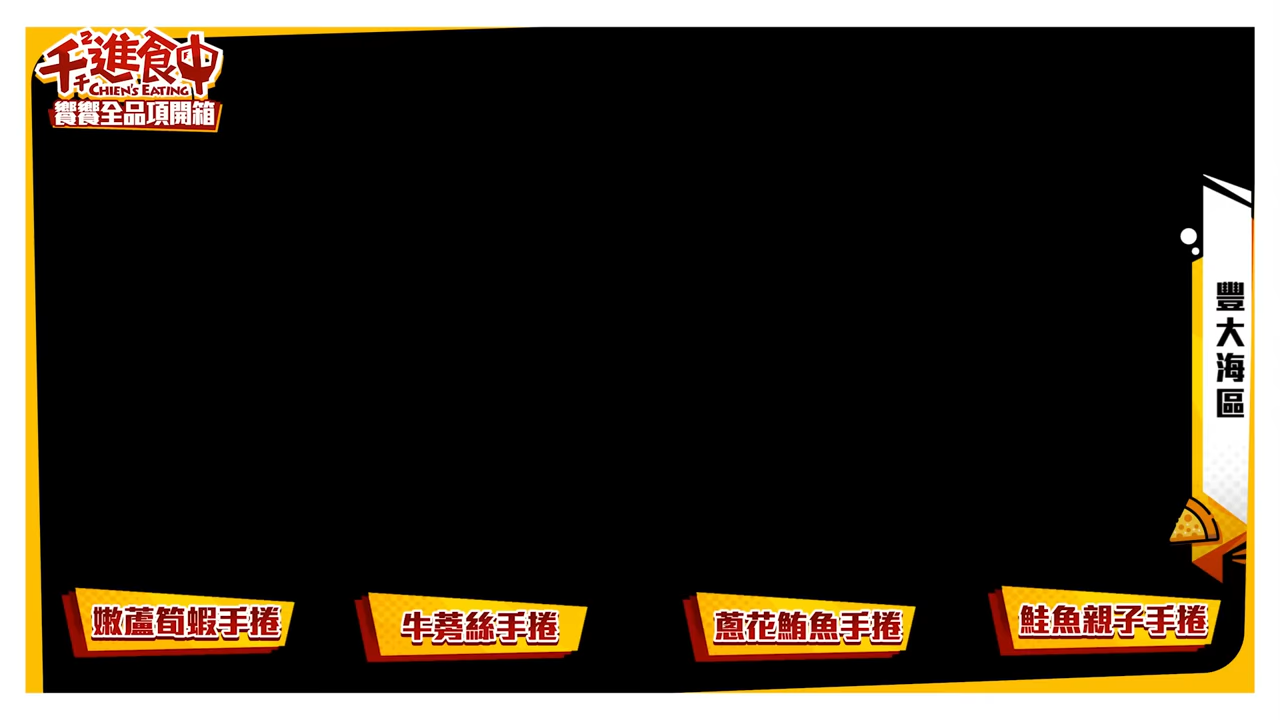 千²進食中
千
CHIEN'S EATING
饗饗全品項開箱
豐大海區
嫩蘆筍蝦手捲
牛蒡絲手捲
蔥花鮪魚手捲
鮭魚親子手捲